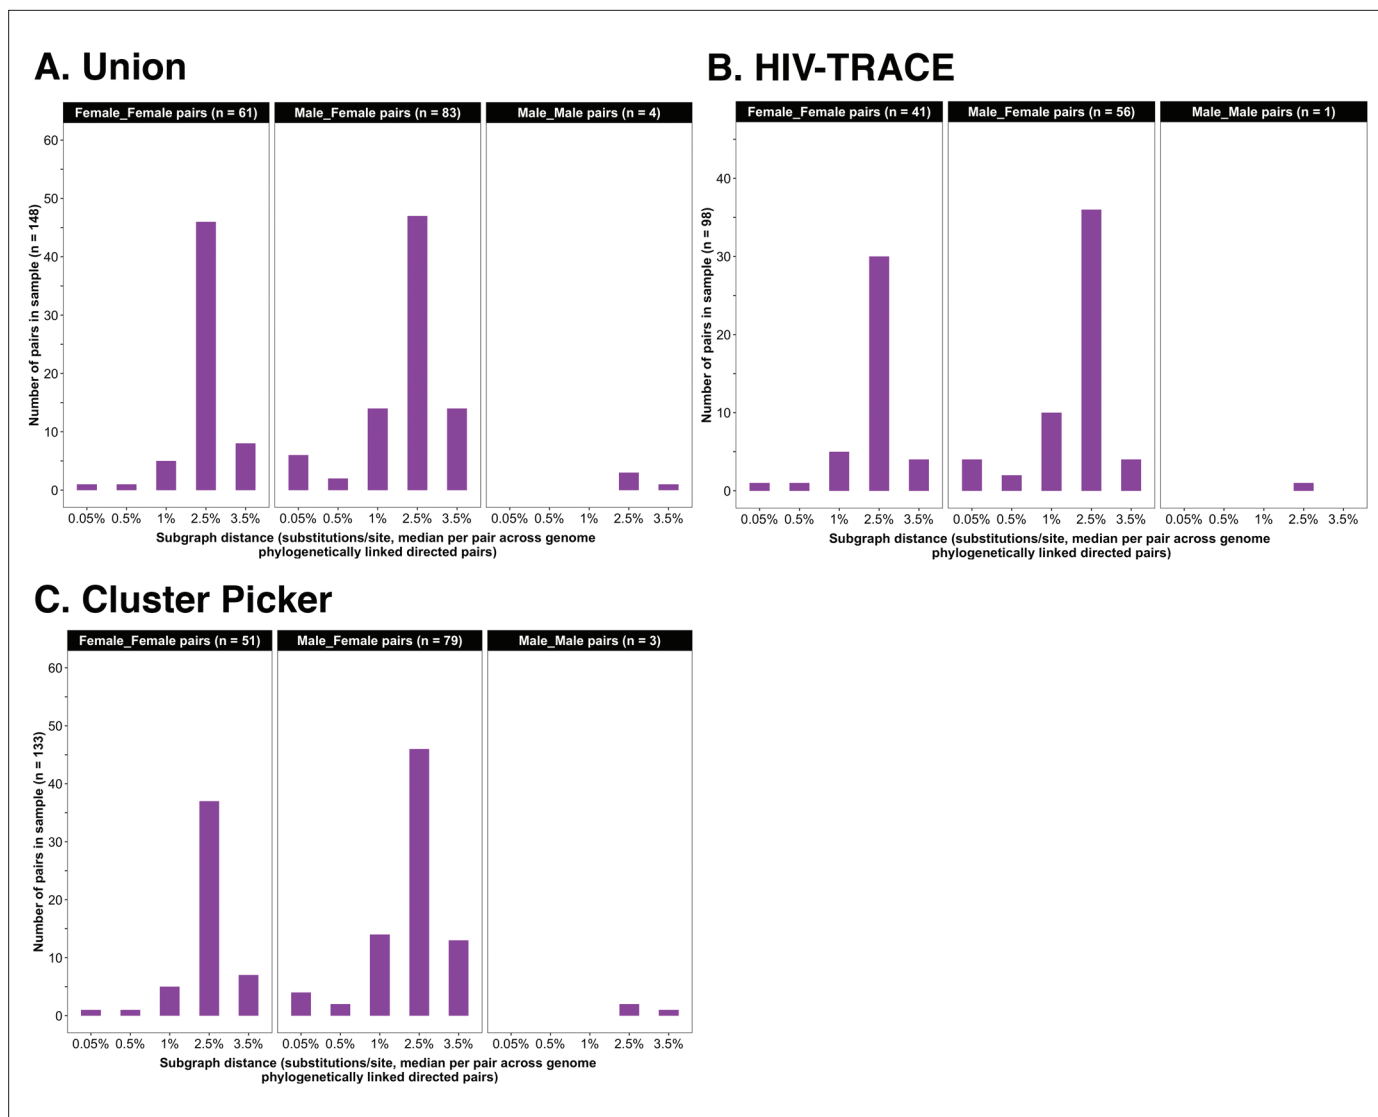 A. Union
Female_Female pairs (n = 61)
Male_Female pairs (n = 83)
Male_Male pairs (n = 4)
Number of pairs in sample (n = 148)
60
50
40
30
20
10
0
0.05% 0.5% 1% 2.5% 3.5%
0.05% 0.5% 1% 2.5% 3.5%
0.05% 0.5% 1% 2.5% 3.5%
Subgraph distance (substitutions/site, median per pair across genome
phylogenetically linked directed pairs)
B. HIV-TRACE
Female_Female pairs (n = 41)
Male_Female pairs (n = 56)
Male_Male pairs (n = 1)
Number of pairs in sample (n = 98)
40
30
20
10
0
0.05% 0.5% 1% 2.5% 3.5%
0.05% 0.5% 1% 2.5% 3.5%
0.05% 0.5% 1% 2.5% 3.5%
Subgraph distance (substitutions/site, median per pair across genome
phylogenetically linked directed pairs)
C. Cluster Picker
Female_Female pairs (n = 51)
Male_Female pairs (n = 79)
Male_Male pairs (n = 3)
Number of pairs in sample (n = 133)
60
50
40
30
20
10
0
0.05% 0.5% 1% 2.5% 3.5%
0.05% 0.5% 1% 2.5% 3.5%
0.05% 0.5% 1% 2.5% 3.5%
Subgraph distance (substitutions/site, median per pair across genome
phylogenetically linked directed pairs)